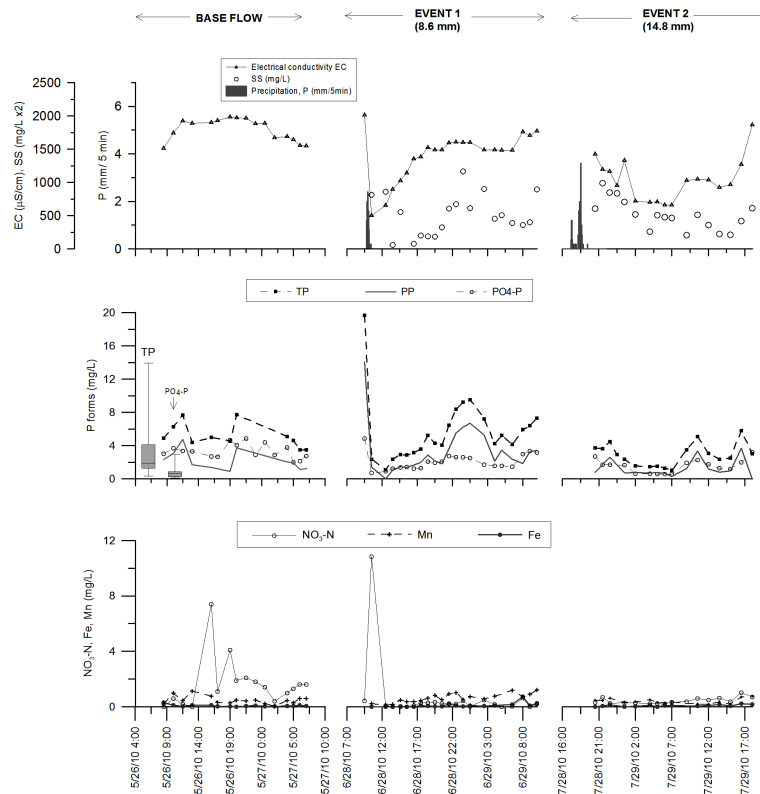 BASE FLOW
EVENT 1
(8.6 mm)
EVENT 2
(14.8 mm)
Electrical conductivity EC
SS (mg/L)
Precipitation, P (mm/5min)
EC (µS/cm), SS (mg/L x2)
2500
2000
1500
1000
500
0
P (mm/ 5 min)
6
4
2
0
TP
PP
PO4-P
P forms (mg/L)
20
16
12
8
4
0
TP
PO4-P
NO3-N
Mn
Fe
NO3-N, Fe, Mn (mg/L)
12
8
4
0
5/26/10 4:00
5/26/10 9:00
5/26/10 14:00
5/26/10 19:00
5/27/10 0:00
5/27/10 5:00
5/27/10 10:00
6/28/10 7:00
6/28/10 12:00
6/28/10 17:00
6/28/10 22:00
6/29/10 3:00
6/29/10 8:00
7/28/10 16:00
7/28/10 21:00
7/29/10 2:00
7/29/10 7:00
7/29/10 12:00
7/29/10 17:00